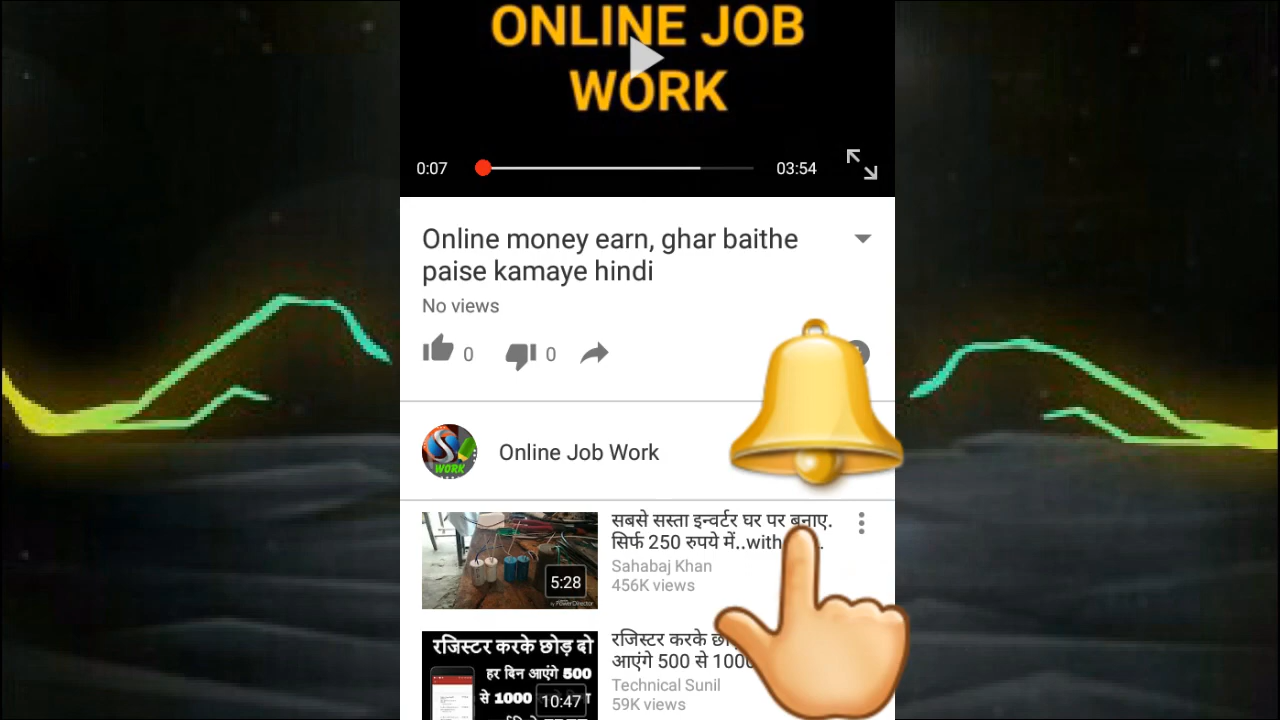 ONLINE JOB
WORK
0:07
03:54
Online money earn, ghar baithe
paise kamaye hindi
No views
0
0
WORK
Online Job Work
सबसे सस्ता इन्वर्टर घर पर बनाए.
सिर्फ 250 रुपये में..with
Sahabaj Khan
456K views
5:28
by PowerDirector
रजिस्टर करके छोड़ दो
हर दिन आएंगे 500
से 1000
10:47
रजिस्टर करके
आएंगे 500 से 1000
Technical Sunil
59K views